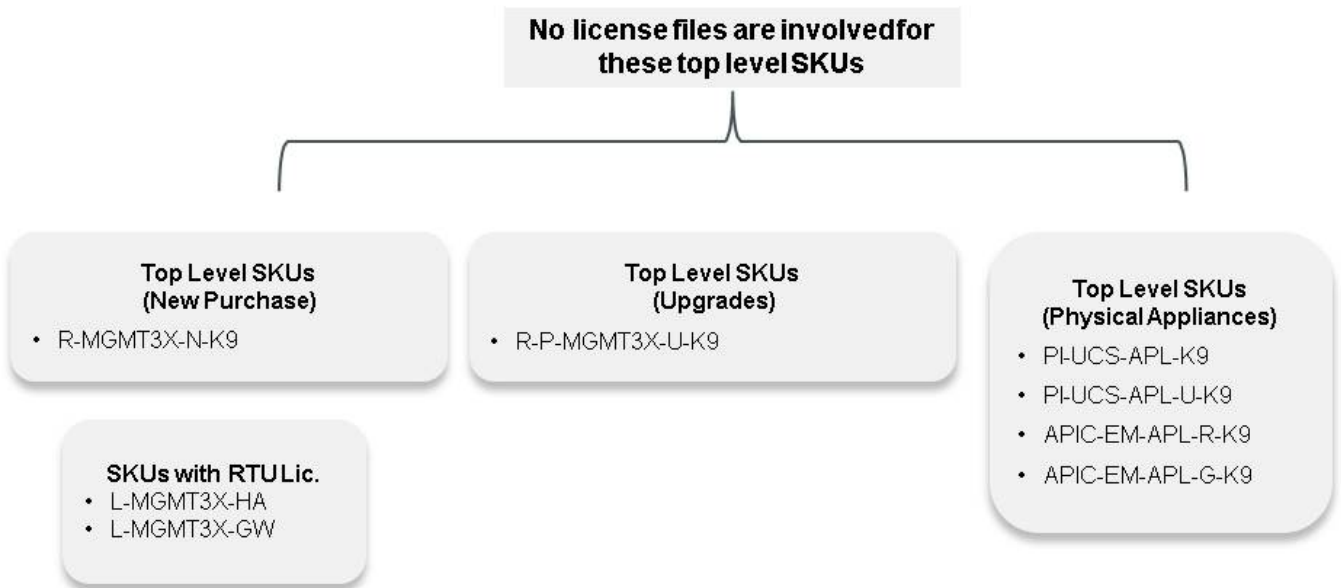 No license files are involvedfor
these top level SKUs
Top Level SKUs
(New Purchase)
• R-MGMT3X-N-K9
Top Level SKUs
(Upgrades)
• R-P-MGMT3X-U-K9
Top Level SKUs
(Physical Appliances)
• PI-UCS-APL-K9
• PI-UCS-APL-U-K9
• APIC-EM-APL-R-K9
• APIC-EM-APL-G-K9
SKUs with RTU Lic.
• L-MGMT3X-HA
• L-MGMT3X-GW